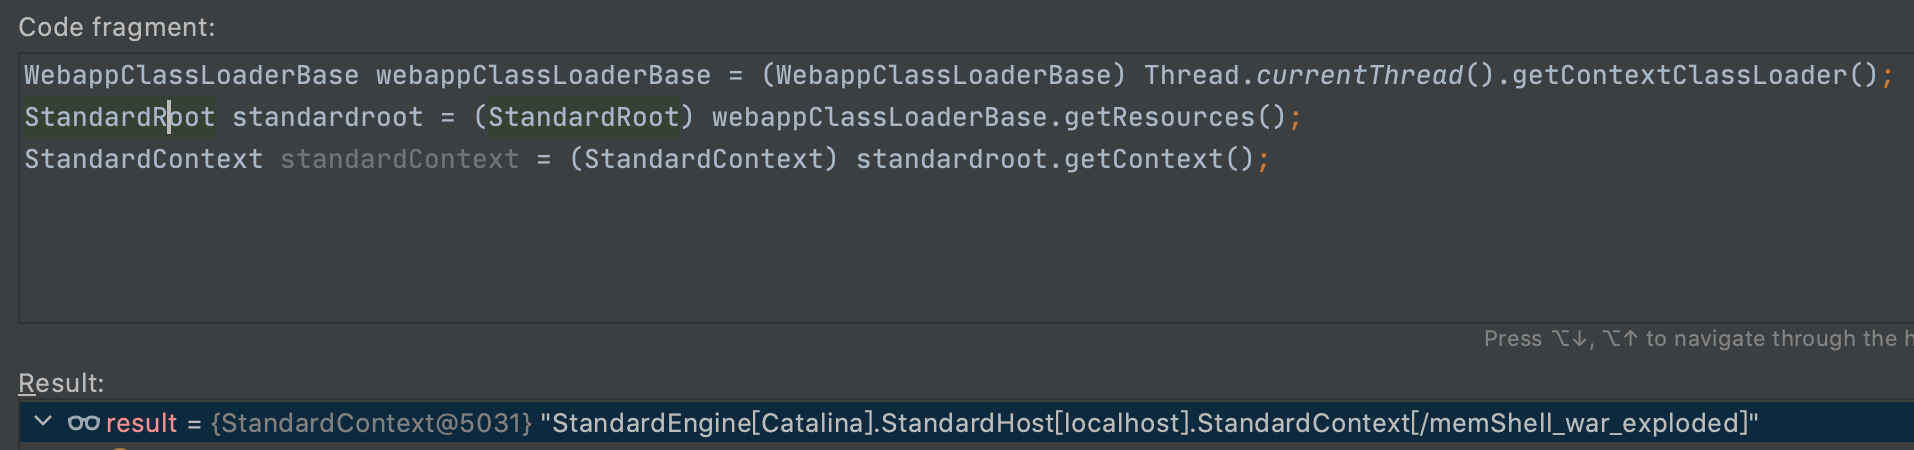 Code fragment:
WebappClassLoaderBase webappClassLoaderBase = (WebappClassLoaderBase) Thread.currentThread().getContextClassLoader();
StandardRoot standardroot = (StandardRoot) webappClassLoaderBase.getResources();
StandardContext standardContext = (StandardContext) standardroot.getContext();
Press ⌥↓, ⌥↑ to navigate through the h
Result:
result = {StandardContext@5031} "StandardEngine[Catalina].StandardHost[localhost].StandardContext[/memShell_war_exploded]"